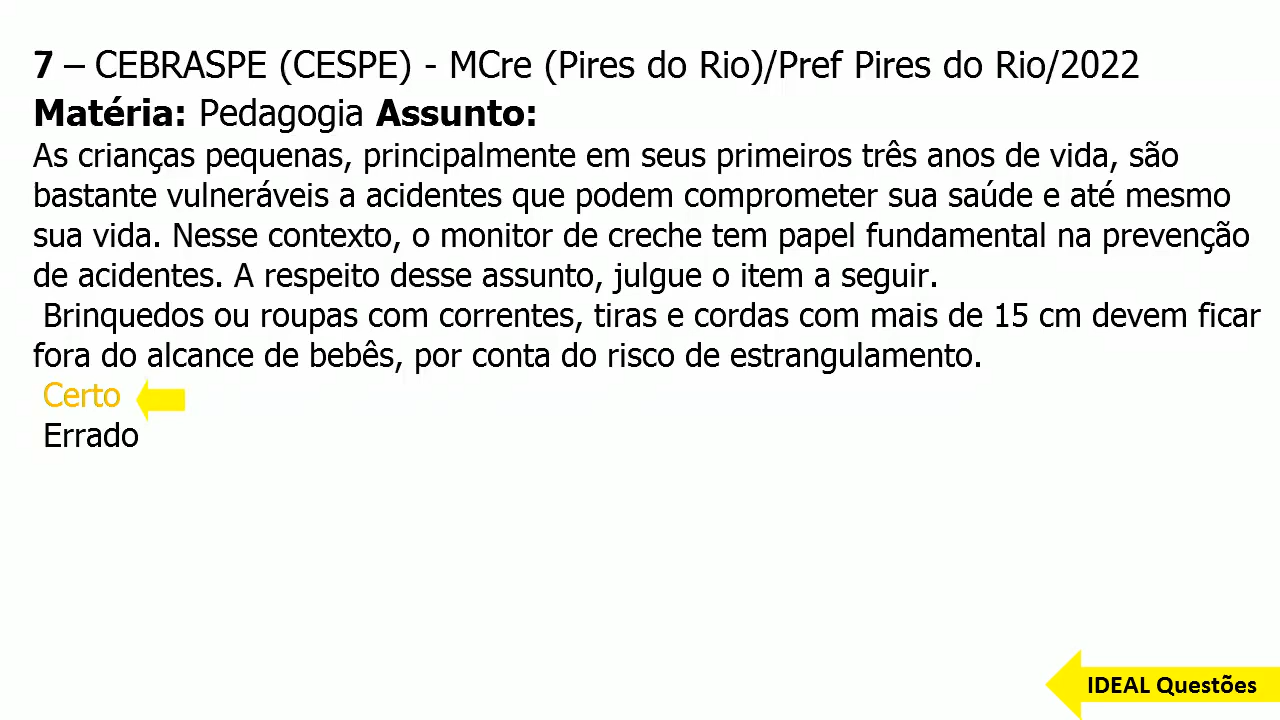 7 – CEBRASPE (CESPE) - MCre (Pires do Rio)/Pref Pires do Rio/2022
Matéria: Pedagogia Assunto:
As crianças pequenas, principalmente em seus primeiros três anos de vida, são
bastante vulneráveis a acidentes que podem comprometer sua saúde e até mesmo
sua vida. Nesse contexto, o monitor de creche tem papel fundamental na prevenção
de acidentes. A respeito desse assunto, julgue o item a seguir.
Brinquedos ou roupas com correntes, tiras e cordas com mais de 15 cm devem ficar
fora do alcance de bebês, por conta do risco de estrangulamento.
Certo
Errado
IDEAL Questões